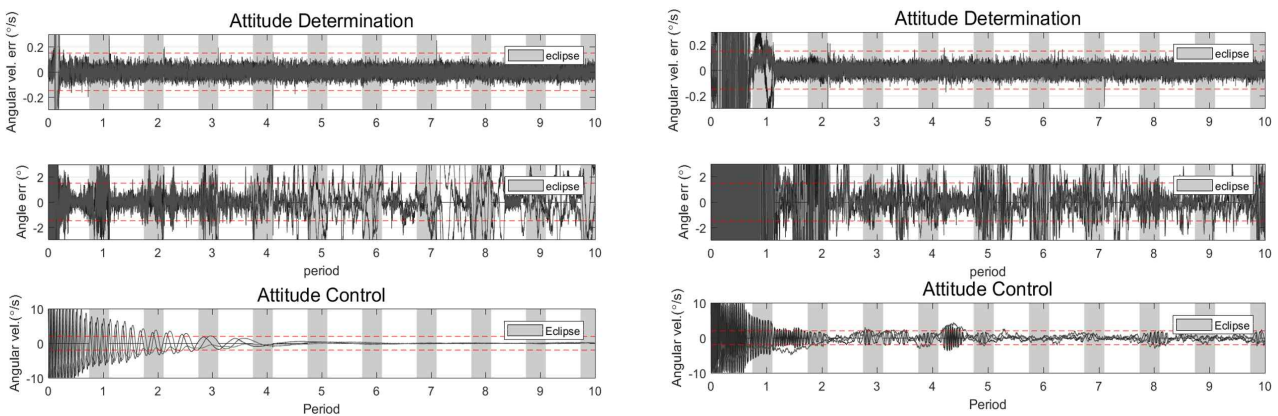 Attitude Determination
Angular vel. err (°/s)
0.2
0
-0.2
eclipse
0 1 2 3 4 5 6 7 8 9 10
Angle err (°)
2
0
-2
eclipse
0 1 2 3 4 5 6 7 8 9 10
period
Attitude Control
Angular vel.(°/s)
10
0
-10
Eclipse
0 1 2 3 4 5 6 7 8 9 10
Period
Attitude Determination
Angular vel. err (°/s)
0.2
0
-0.2
eclipse
0 1 2 3 4 5 6 7 8 9 10
Angle err (°)
2
0
-2
eclipse
0 1 2 3 4 5 6 7 8 9 10
period
Attitude Control
Angular vel.(°/s)
10
0
-10
Eclipse
0 1 2 3 4 5 6 7 8 9 10
Period